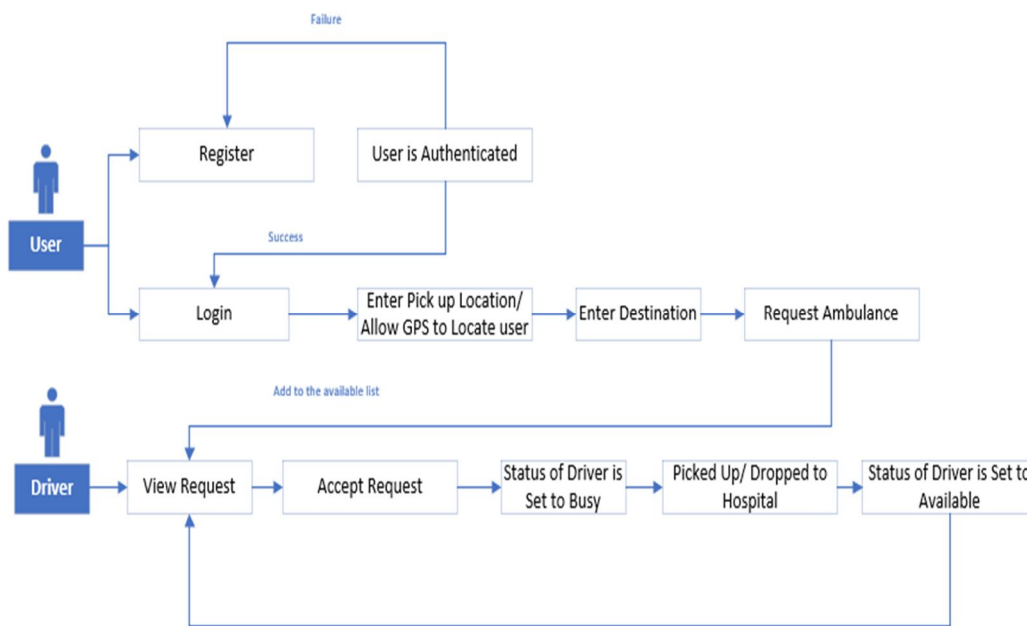 Failure
Register
User is Authenticated
User
Success
Login
Enter Pick up Location/
Allow GPS to Locate user
Enter Destination
Request Ambulance
Add to the available list
Driver
View Request
Accept Request
Status of Driver is
Set to Busy
Picked Up/ Dropped to
Hospital
Status of Driver is Set to
Available